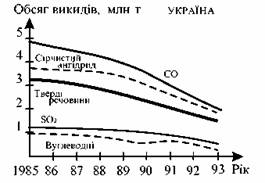 Обсяг викидів, млн т УКРАЇНА
5
4
Сірчистий
ангідрид
CO
3
Тверді
речовини
2
SO₂
1
Вуглеводні
1985 86 87 88 89 90 91 92 93 Рік